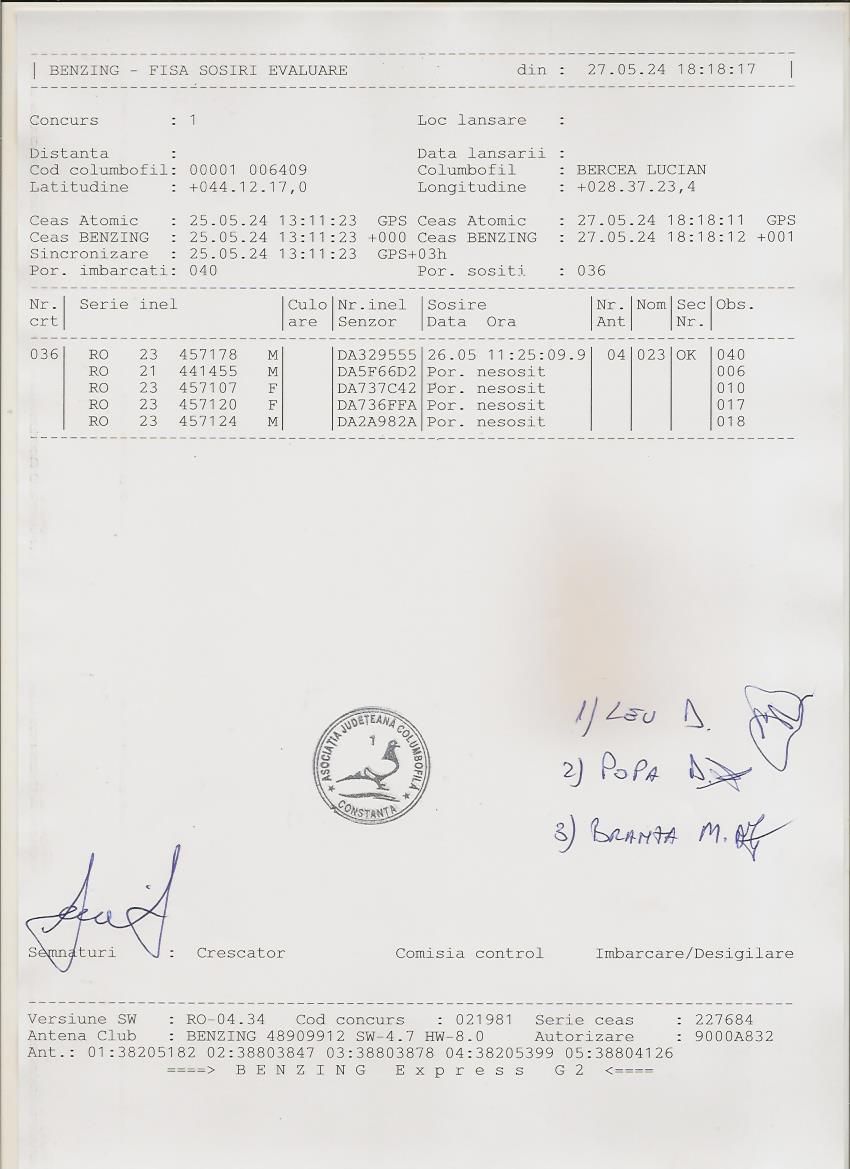 | BENZING - FISA SOSIRI EVALUARE din : 27.05.24 18:18:17 |
Concurs : 1 Loc lansare :
Distanta : Data lansarii :
Cod columbofil: 00001 006409 Columbofil : BERCEA LUCIAN
Latitudine : +044.12.17,0 Longitudine : +028.37.23,4
Ceas Atomic : 25.05.24 13:11:23 GPS Ceas Atomic : 27.05.24 18:18:11 GPS
Ceas BENZING : 25.05.24 13:11:23 +000 Ceas BENZING : 27.05.24 18:18:12 +001
Sincronizare : 25.05.24 13:11:23 GPS+03h
Por. imbarcati: 040 Por. sositi : 036
Nr.| Serie inel |Culo|Nr.inel |Sosire |Nr.|Nom|Sec|Obs.
crt| |are |Senzor |Data Ora |Ant| |Nr.|
036| RO 23 457178 M| |DA329555|26.05 11:25:09.9| 04|023|OK |040
RO 21 441455 M| |DA5F66D2|Por. nesosit | | | |006
RO 23 457107 F| |DA737C42|Por. nesosit | | | |010
RO 23 457120 F| |DA736FFA|Por. nesosit | | | |017
RO 23 457124 M| |DA2A982A|Por. nesosit | | | |018
1) LEU D.
ASOCIAȚIA JUDEȚEANA COLUMBOFILA
1
CONSTANTA
2) POPA D.
3) BRANTA M.
Semnaturi : Crescator Comisia control Imbarcare/Desigilare
Versiune SW : RO-04.34 Cod concurs : 021981 Serie ceas : 227684
Antena Club : BENZING 48909912 SW-4.7 HW-8.0 Autorizare : 9000A832
Ant.: 01:38205182 02:38803847 03:38803878 04:38205399 05:38804126
====> B E N Z I N G E x p r e s s G 2 <====